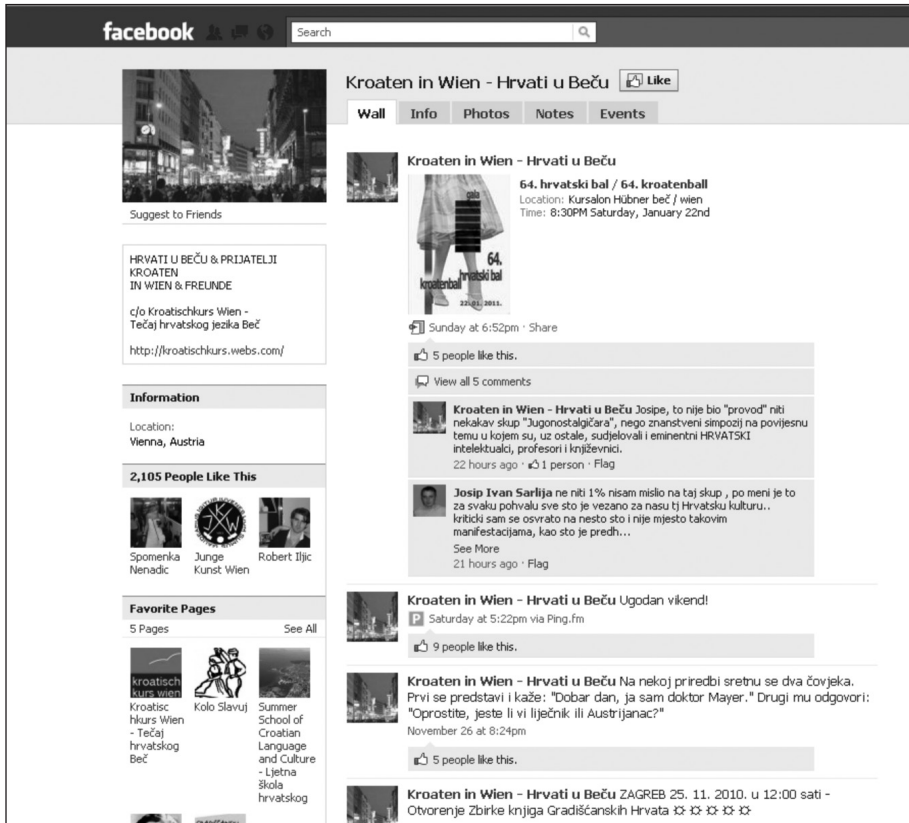 facebook
Search
Kroaten in Wien - Hrvati u Beču
Like
Wall
Info
Photos
Notes
Events
Suggest to Friends
HRVATI U BEČU & PRIJATELJI
KROATEN
IN WIEN & FREUNDE
c/o Kroatischkurs Wien -
Tečaj hrvatskog jezika Beč
http://kroatischkurs.webs.com/
Information
Location:
Vienna, Austria
2,105 People Like This
Spomenka
Nenadic
Junge
Kunst Wien
Robert Iljic
Favorite Pages
5 Pages
See All
kroatisch
kurs wien
Kroatisc
hkurs Wien
- Tečaj
hrvatskog
Beč
Kolo Slavuj
Summer
School of
Croatian
Language
and Culture
- Ljetna
škola
hrvatskog
Kroaten in Wien - Hrvati u Beču
gala
64.
hrvatski bal
kroatenball
22.01.2011.
64. hrvatski bal / 64. kroatenball
Location: Kursalon Hübner beč / wien
Time: 8:30PM Saturday, January 22nd
Sunday at 6:52pm · Share
5 people like this.
View all 5 comments
Kroaten in Wien - Hrvati u Beču Josipe, to nije bio "provod" niti
nekakav skup "Jugonostalgičara", nego znanstveni simpozij na povijesnu
temu u kojem su, uz ostale, sudjelovali i eminentni HRVATSKI
intelektualci, profesori i književnici.
22 hours ago · 1 person · Flag
Josip Ivan Sarlija ne niti 1% nisam mislio na taj skup , po meni je to
za svaku pohvalu sve sto je vezano za nasu tj Hrvatsku kulturu..
kriticki sam se osvrato na nesto sto i nije mjesto takovim
manifestacijama, kao sto je predh...
See More
21 hours ago · Flag
Kroaten in Wien - Hrvati u Beču Ugodan vikend!
P Saturday at 5:22pm via Ping.fm
9 people like this.
Kroaten in Wien - Hrvati u Beču Na nekoj priredbi sretnu se dva čovjeka.
Prvi se predstavi i kaže: "Dobar dan, ja sam doktor Mayer." Drugi mu odgovori:
"Oprostite, jeste li vi liječnik ili Austrijanac?"
November 26 at 8:24pm
5 people like this.
Kroaten in Wien - Hrvati u Beču ZAGREB 25. 11. 2010. u 12:00 sati -
Otvorenje Zbirke knjiga Gradišćanskih Hrvata ☼ ☼ ☼ ☼ ☼